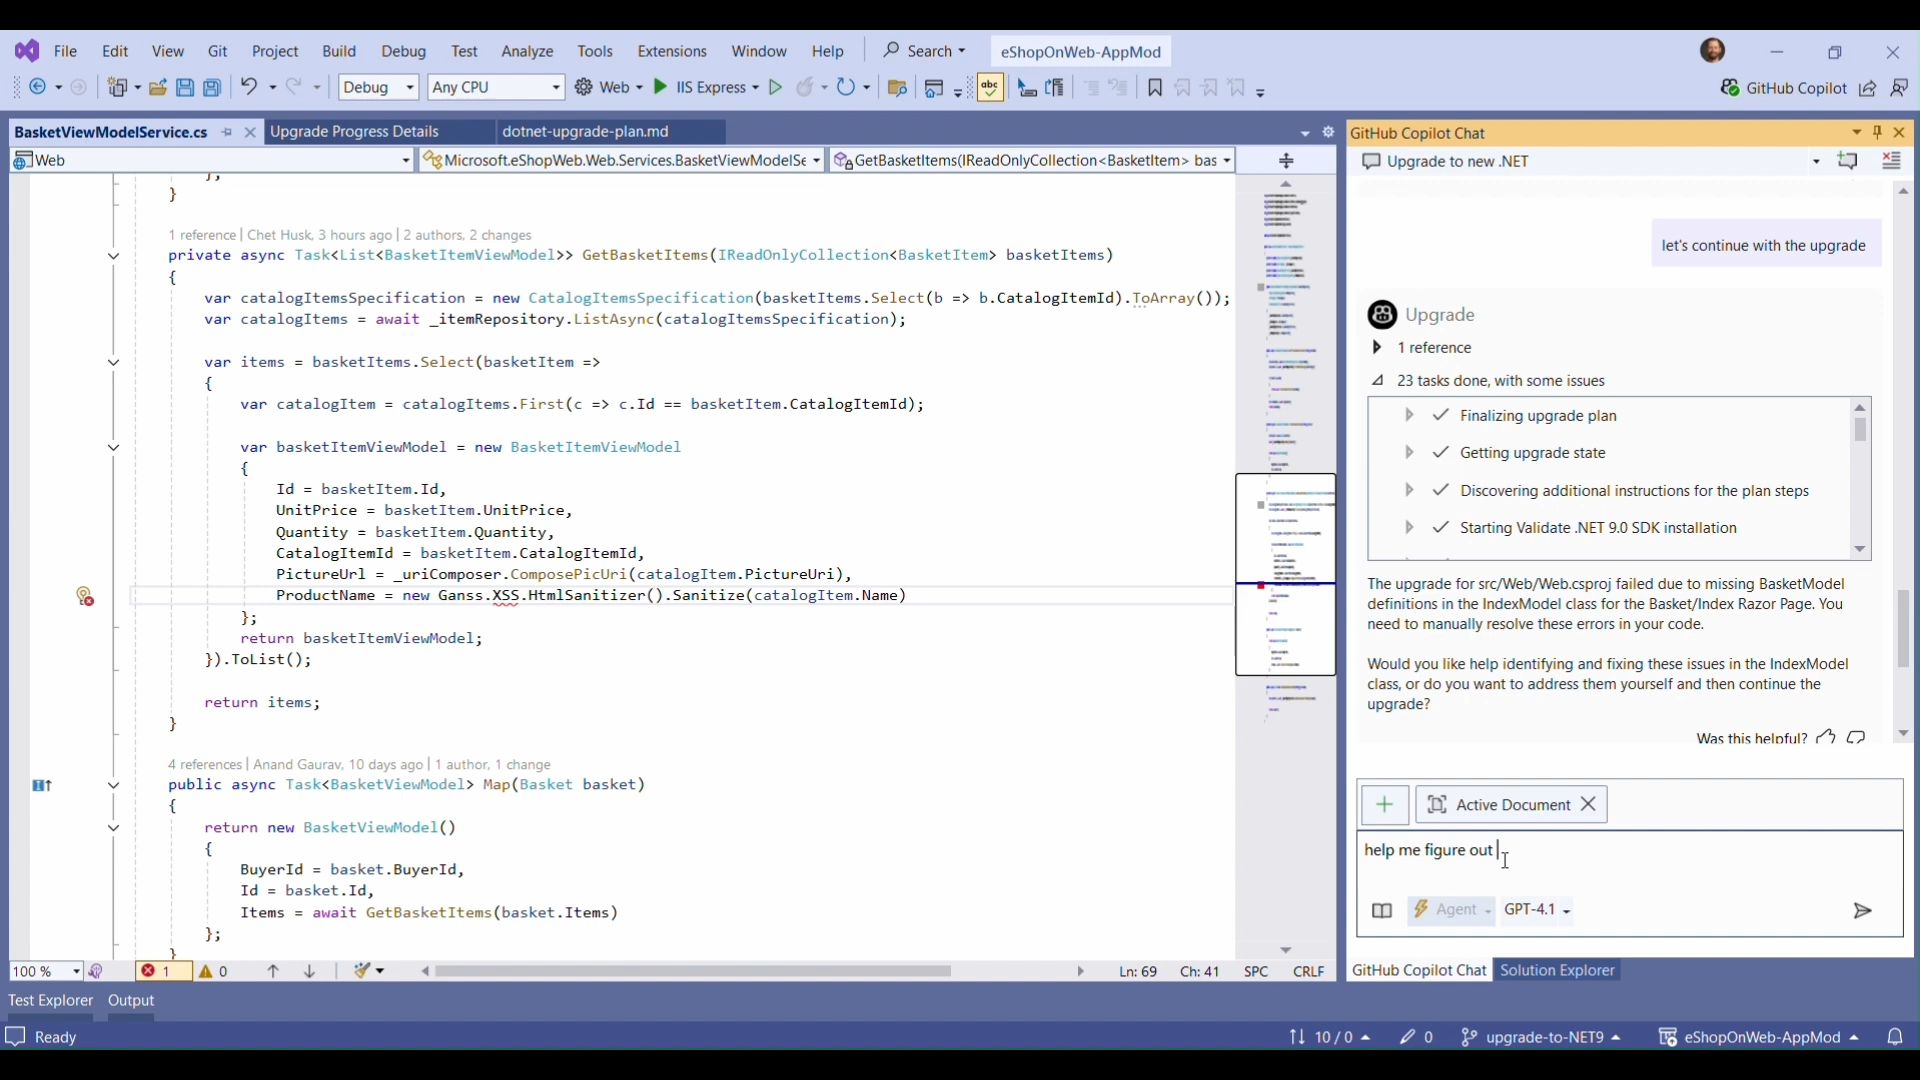 File Edit View Git Project Build Debug Test Analyze Tools Extensions Window Help Search eShopOnWeb-AppMod
Debug Any CPU Web IIS Express abc GitHub Copilot
BasketViewModelService.cs Upgrade Progress Details dotnet-upgrade-plan.md
Web Microsoft.eShopWeb.Web.Services.BasketViewModelSe GetBasketItems(IReadOnlyCollection<BasketItem> bas
};
}
1 reference | Chet Husk, 3 hours ago | 2 authors, 2 changes
private async Task<List<BasketItemViewModel>> GetBasketItems(IReadOnlyCollection<BasketItem> basketItems)
{
var catalogItemsSpecification = new CatalogItemsSpecification(basketItems.Select(b => b.CatalogItemId).ToArray());
var catalogItems = await _itemRepository.ListAsync(catalogItemsSpecification);
var items = basketItems.Select(basketItem =>
{
var catalogItem = catalogItems.First(c => c.Id == basketItem.CatalogItemId);
var basketItemViewModel = new BasketItemViewModel
{
Id = basketItem.Id,
UnitPrice = basketItem.UnitPrice,
Quantity = basketItem.Quantity,
CatalogItemId = basketItem.CatalogItemId,
PictureUrl = _uriComposer.ComposePicUri(catalogItem.PictureUri),
ProductName = new Ganss.XSS.HtmlSanitizer().Sanitize(catalogItem.Name)
};
return basketItemViewModel;
}).ToList();
return items;
}
4 references | Anand Gaurav, 10 days ago | 1 author, 1 change
public async Task<BasketViewModel> Map(Basket basket)
{
return new BasketViewModel()
{
BuyerId = basket.BuyerId,
Id = basket.Id,
Items = await GetBasketItems(basket.Items)
};
}
100 % 1 0 Ln: 69 Ch: 41 SPC CRLF
GitHub Copilot Chat
Upgrade to new .NET
let's continue with the upgrade
Upgrade
1 reference
23 tasks done, with some issues
Finalizing upgrade plan
Getting upgrade state
Discovering additional instructions for the plan steps
Starting Validate .NET 9.0 SDK installation
The upgrade for src/Web/Web.csproj failed due to missing BasketModel
definitions in the IndexModel class for the Basket/Index Razor Page. You
need to manually resolve these errors in your code.
Would you like help identifying and fixing these issues in the IndexModel
class, or do you want to address them yourself and then continue the
upgrade?
Was this helpful?
Active Document
help me figure out
Agent GPT-4.1
GitHub Copilot Chat Solution Explorer
Test Explorer Output
Ready 10 / 0 0 upgrade-to-NET9 eShopOnWeb-AppMod